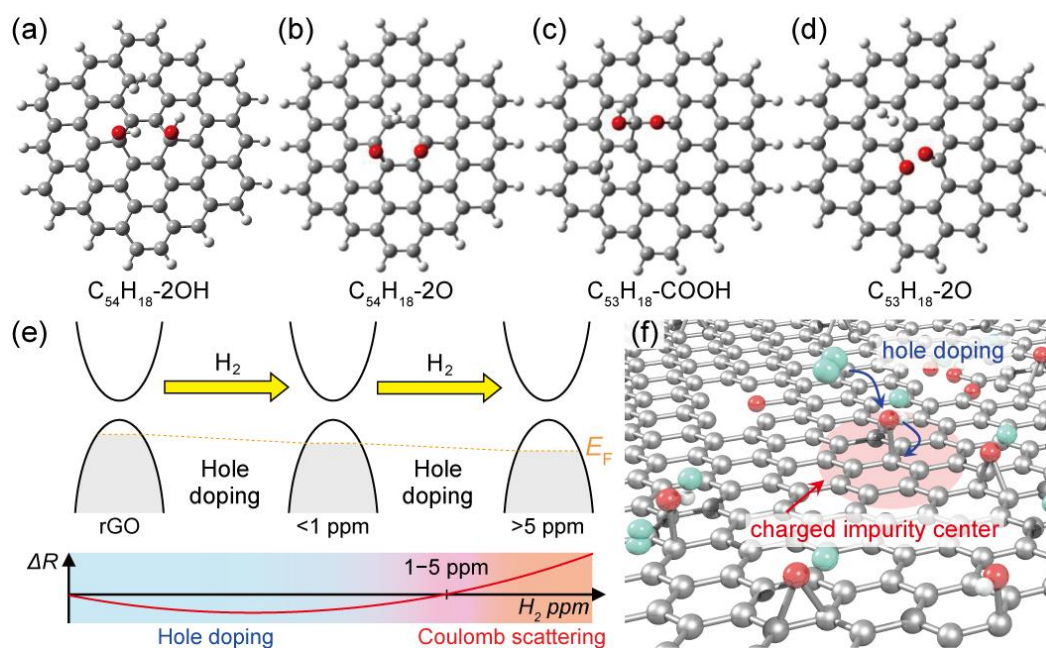 (a)
(b)
(c)
(d)
C₅₄H₁₈-2OH
C₅₄H₁₈-2O
C₅₃H₁₈-COOH
C₅₃H₁₈-2O
(e)
H₂
H₂
E_F
Hole
doping
Hole
doping
rGO
<1 ppm
>5 ppm
ΔR
1−5 ppm
H₂ ppm
Hole doping
Coulomb scattering
(f)
hole doping
charged impurity center